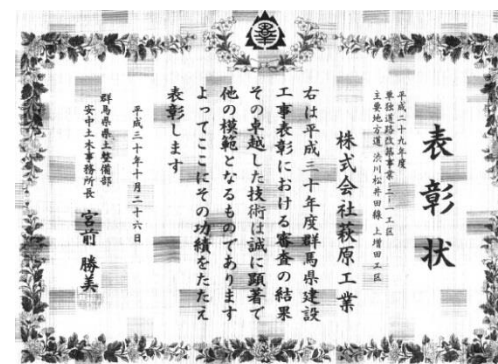 表彰状
平成二十九年度
単独道路改築事業 二一一工区
主要地方道 渋川松井田線 上増田工区
株式会社萩原工業
右は平成三十年度群馬県建設
工事表彰における審査の結果
その卓越した技術は誠に顕著で
他の模範となるものであります
よってここにその功績をたたえ
表彰します
平成三十年十月二十六日
群馬県県土整備部
安中土木事務所長 宮前 勝美